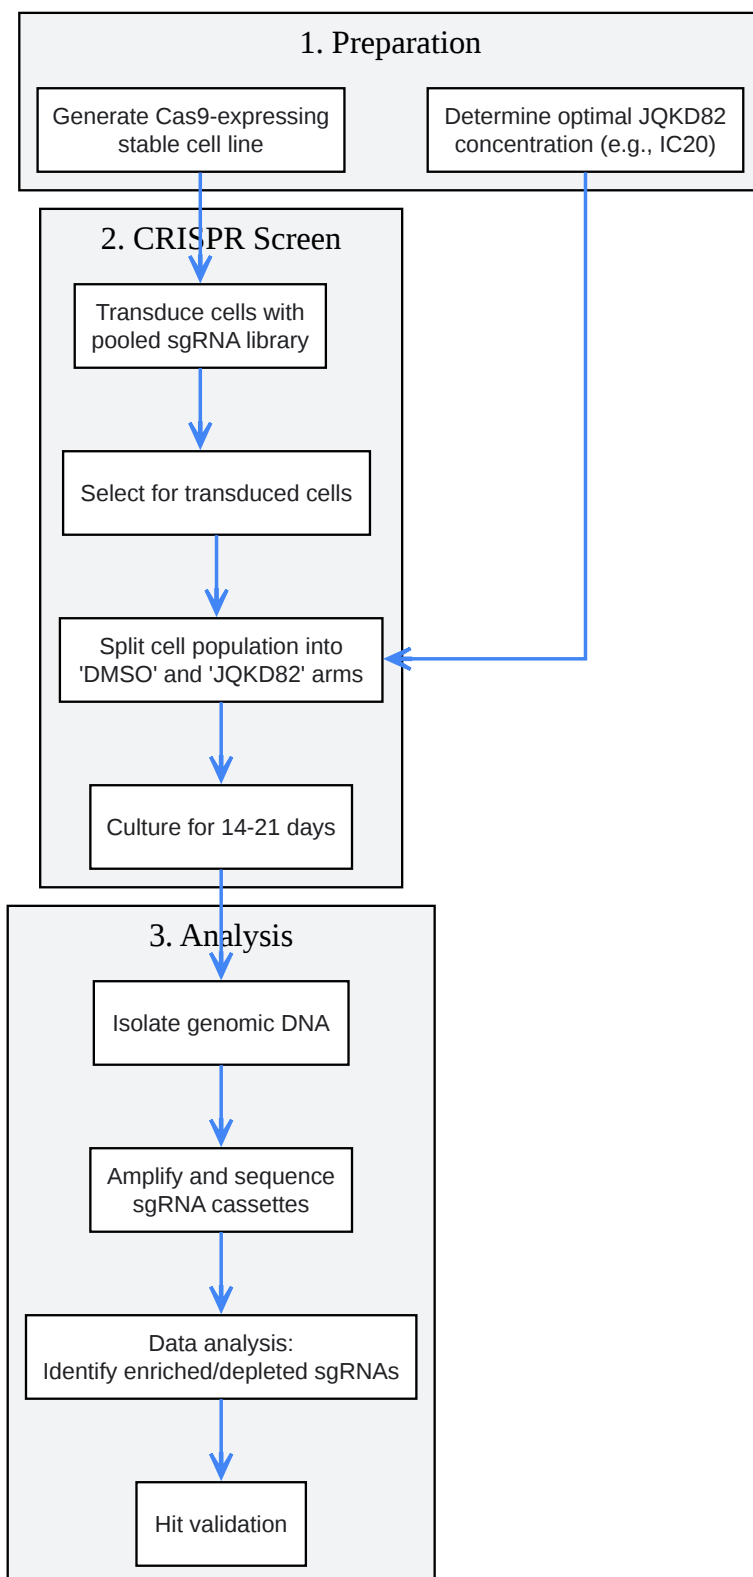 1. Preparation
Generate Cas9-expressing
stable cell line
Determine optimal JQKD82
concentration (e.g., IC20)
2. CRISPR Screen
Transduce cells with
pooled sgRNA library
Select for transduced cells
Split cell population into
'DMSO' and 'JQKD82' arms
Culture for 14-21 days
3. Analysis
Isolate genomic DNA
Amplify and sequence
sgRNA cassettes
Data analysis:
Identify enriched/depleted sgRNAs
Hit validation